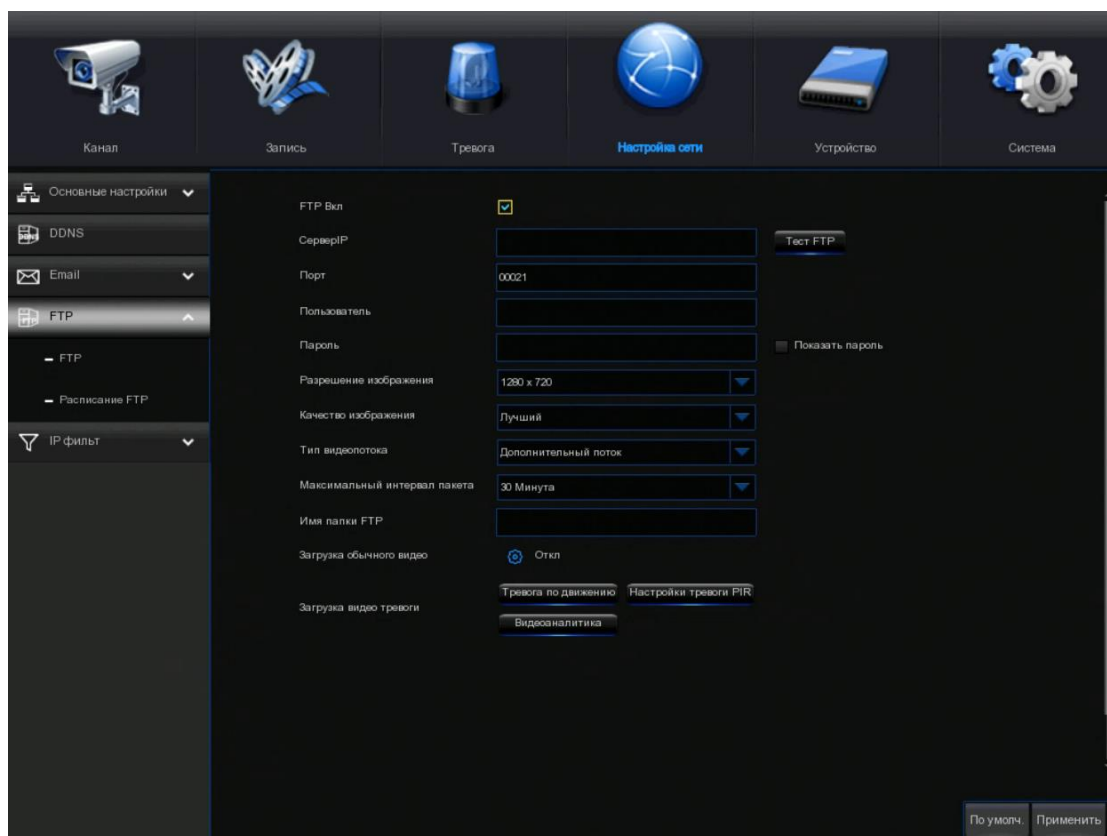 Канал
Запись
Тревога
Настройка сети
Устройство
Система
Основные настройки
DDNS
Email
FTP
FTP
Расписание FTP
IP фильт
FTP Вкл
СерверIP
Тест FTP
Порт 00021
Пользователь
Пароль
Показать пароль
Разрешение изображения 1280 x 720
Качество изображения Лучший
Тип видеопотока Дополнительный поток
Максимальный интервал пакета 30 Минута
Имя папки FTP
Загрузка обычного видео Откл
Загрузка видео тревоги
Тревога по движению
Настройки тревоги PIR
Видеоаналитика
По умолч.
Применить